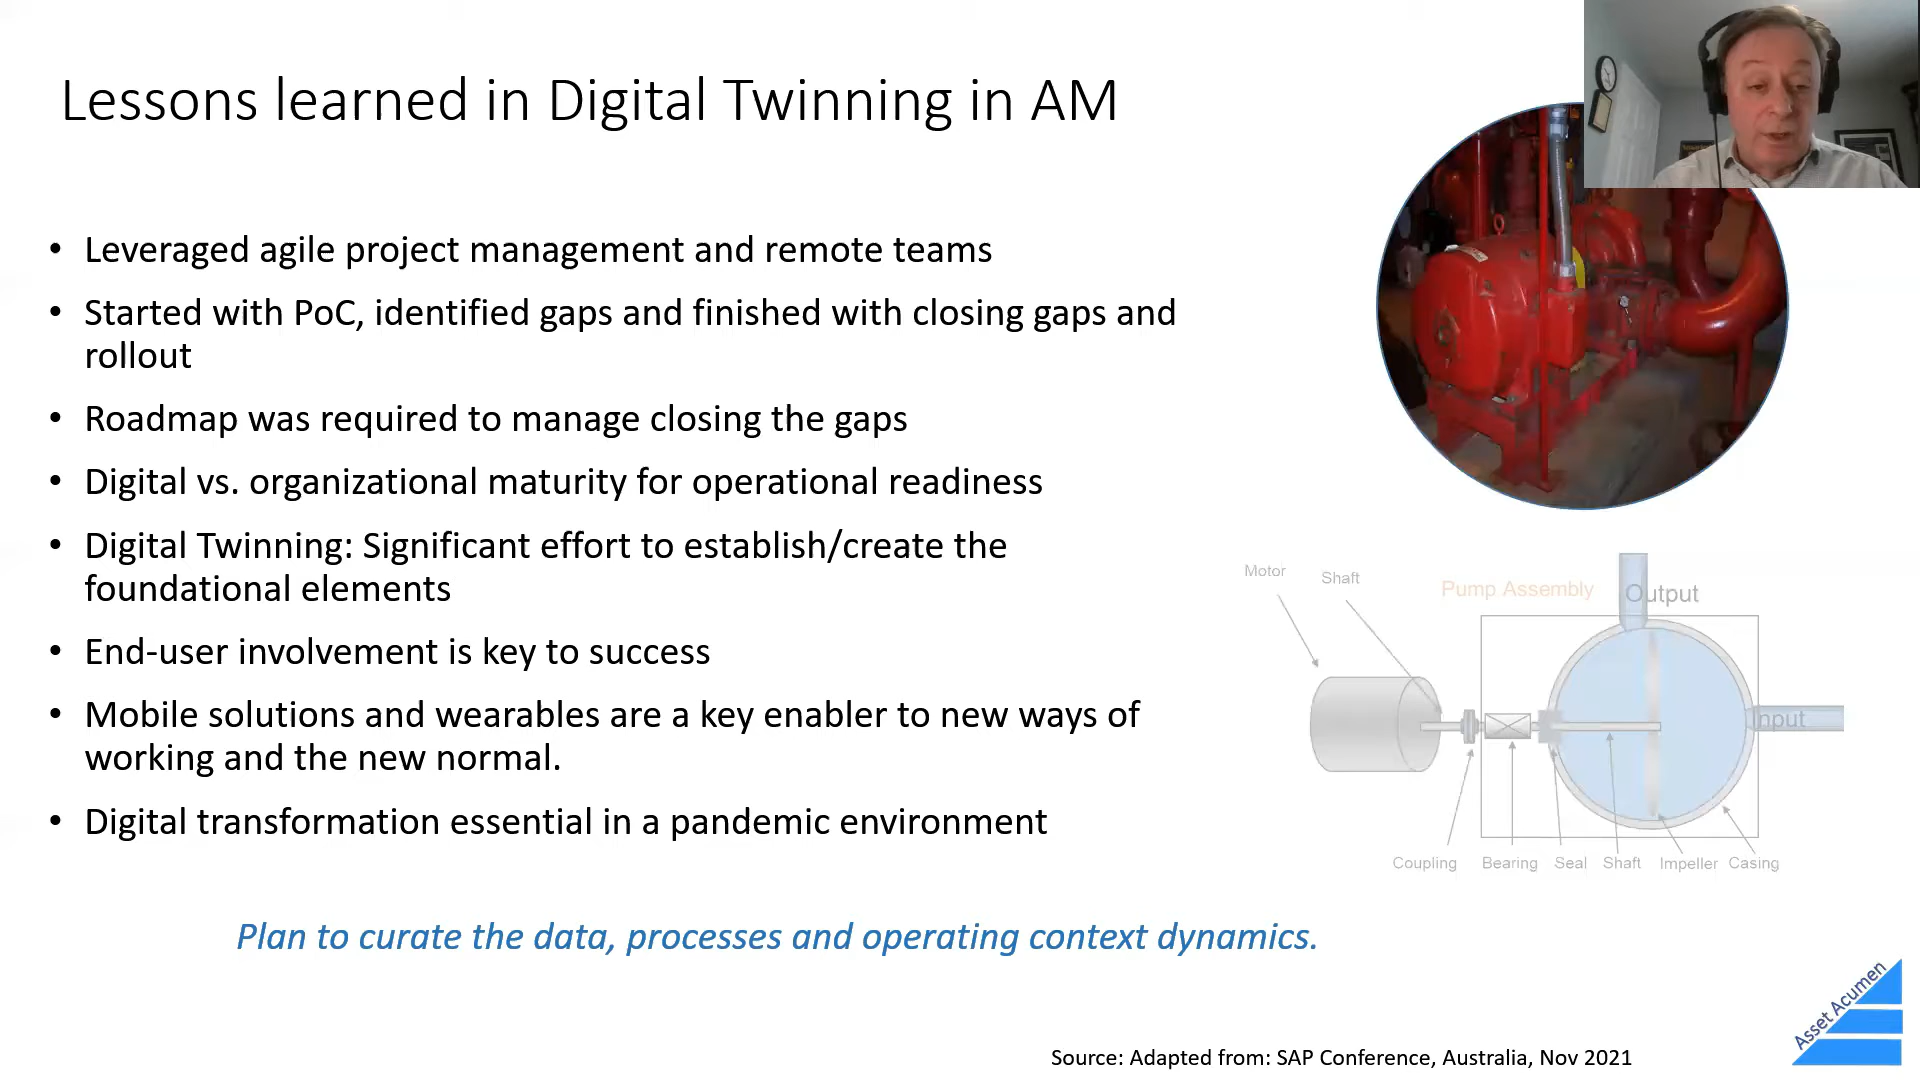 Lessons learned in Digital Twinning in AM
• Leveraged agile project management and remote teams
• Started with PoC, identified gaps and finished with closing gaps and
rollout
• Roadmap was required to manage closing the gaps
• Digital vs. organizational maturity for operational readiness
• Digital Twinning: Significant effort to establish/create the
foundational elements
• End-user involvement is key to success
• Mobile solutions and wearables are a key enabler to new ways of
working and the new normal.
• Digital transformation essential in a pandemic environment
Motor
Shaft
Pump Assembly
Output
Input
Coupling Bearing Seal Shaft Impeller Casing
Plan to curate the data, processes and operating context dynamics.
Asset Acumen
Source: Adapted from: SAP Conference, Australia, Nov 2021